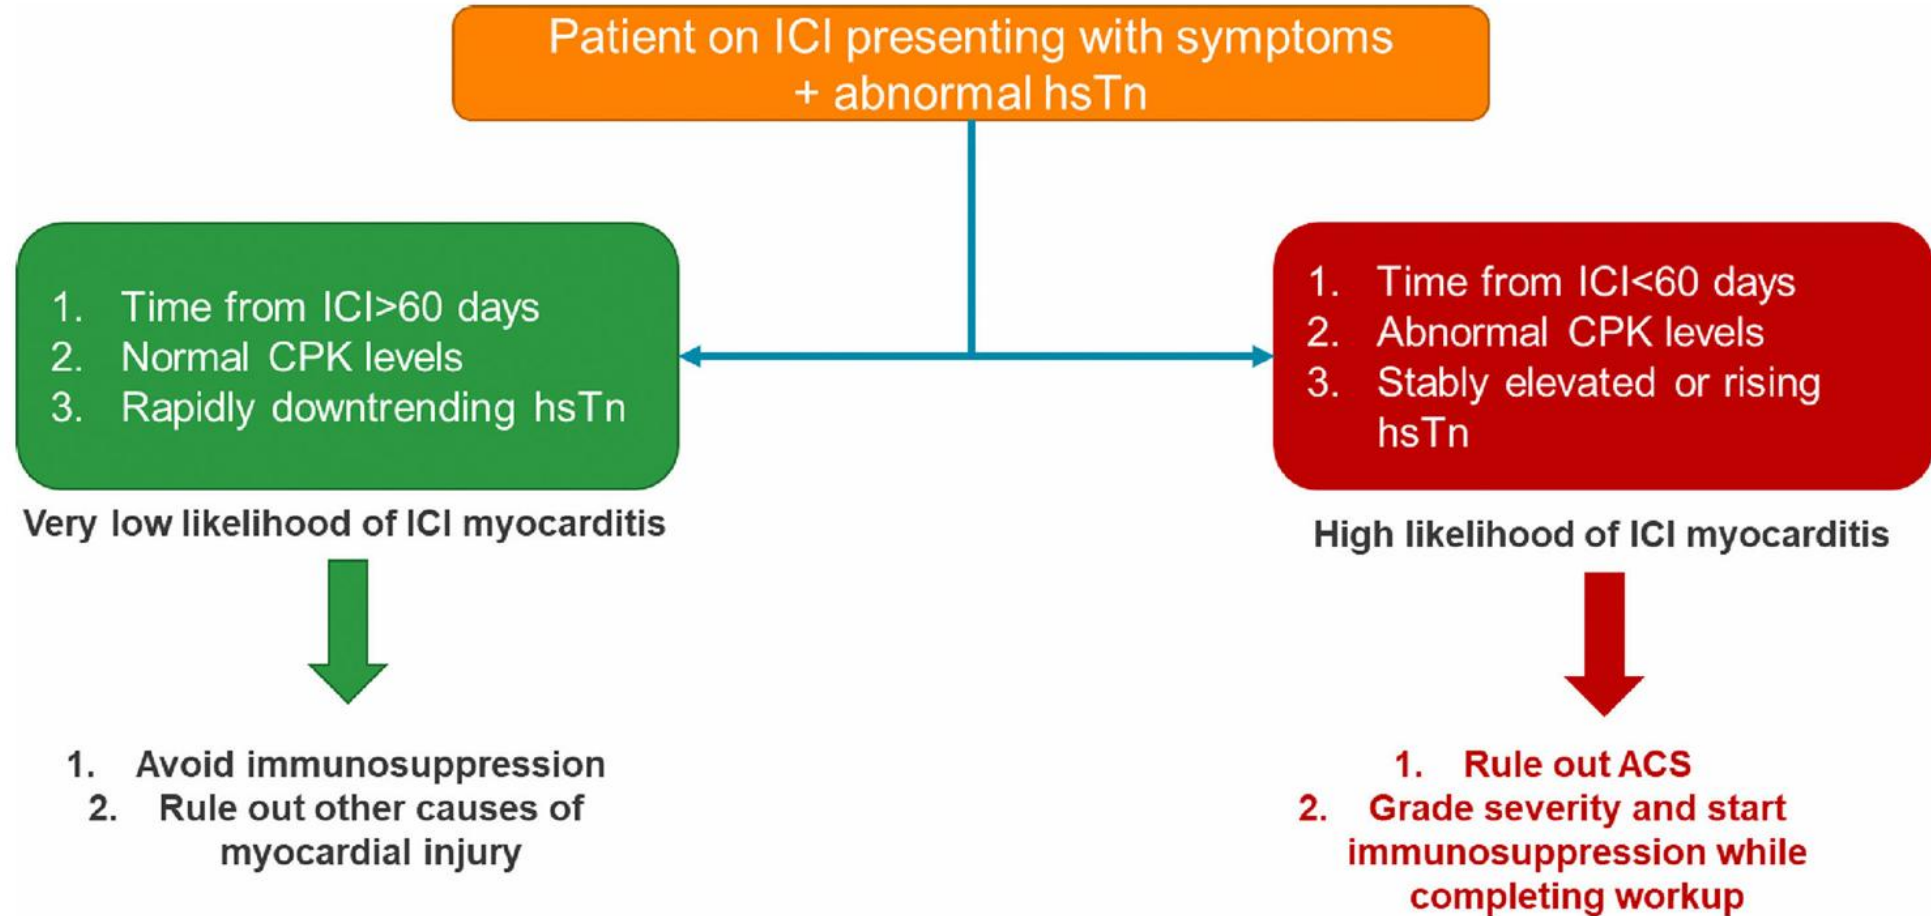 Patient on ICI presenting with symptoms
+ abnormal hsTn
1. Time from ICI>60 days
2. Normal CPK levels
3. Rapidly downtrending hsTn
Very low likelihood of ICI myocarditis
1. Avoid immunosuppression
2. Rule out other causes of
myocardial injury
1. Time from ICI<60 days
2. Abnormal CPK levels
3. Stably elevated or rising
hsTn
High likelihood of ICI myocarditis
1. Rule out ACS
2. Grade severity and start
immunosuppression while
completing workup